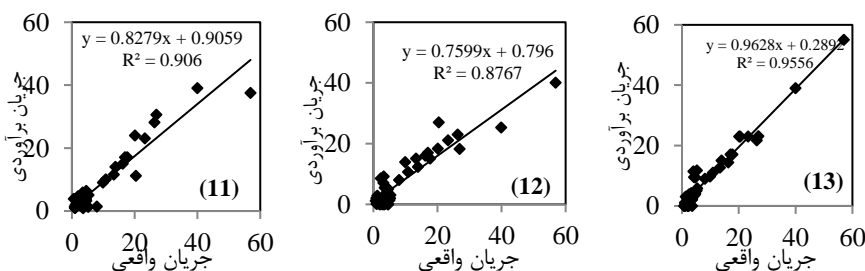 60
y = 0.8279x + 0.9059
R² = 0.906
40
20
0
(11)
0 20 40 60
جریان برآوردی
جریان واقعی
60
y = 0.7599x + 0.796
R² = 0.8767
40
20
0
(12)
0 20 40 60
جریان برآوردی
جریان واقعی
60
y = 0.9628x + 0.2892
R² = 0.9556
40
20
0
(13)
0 20 40 60
جریان برآوردی
جریان واقعی